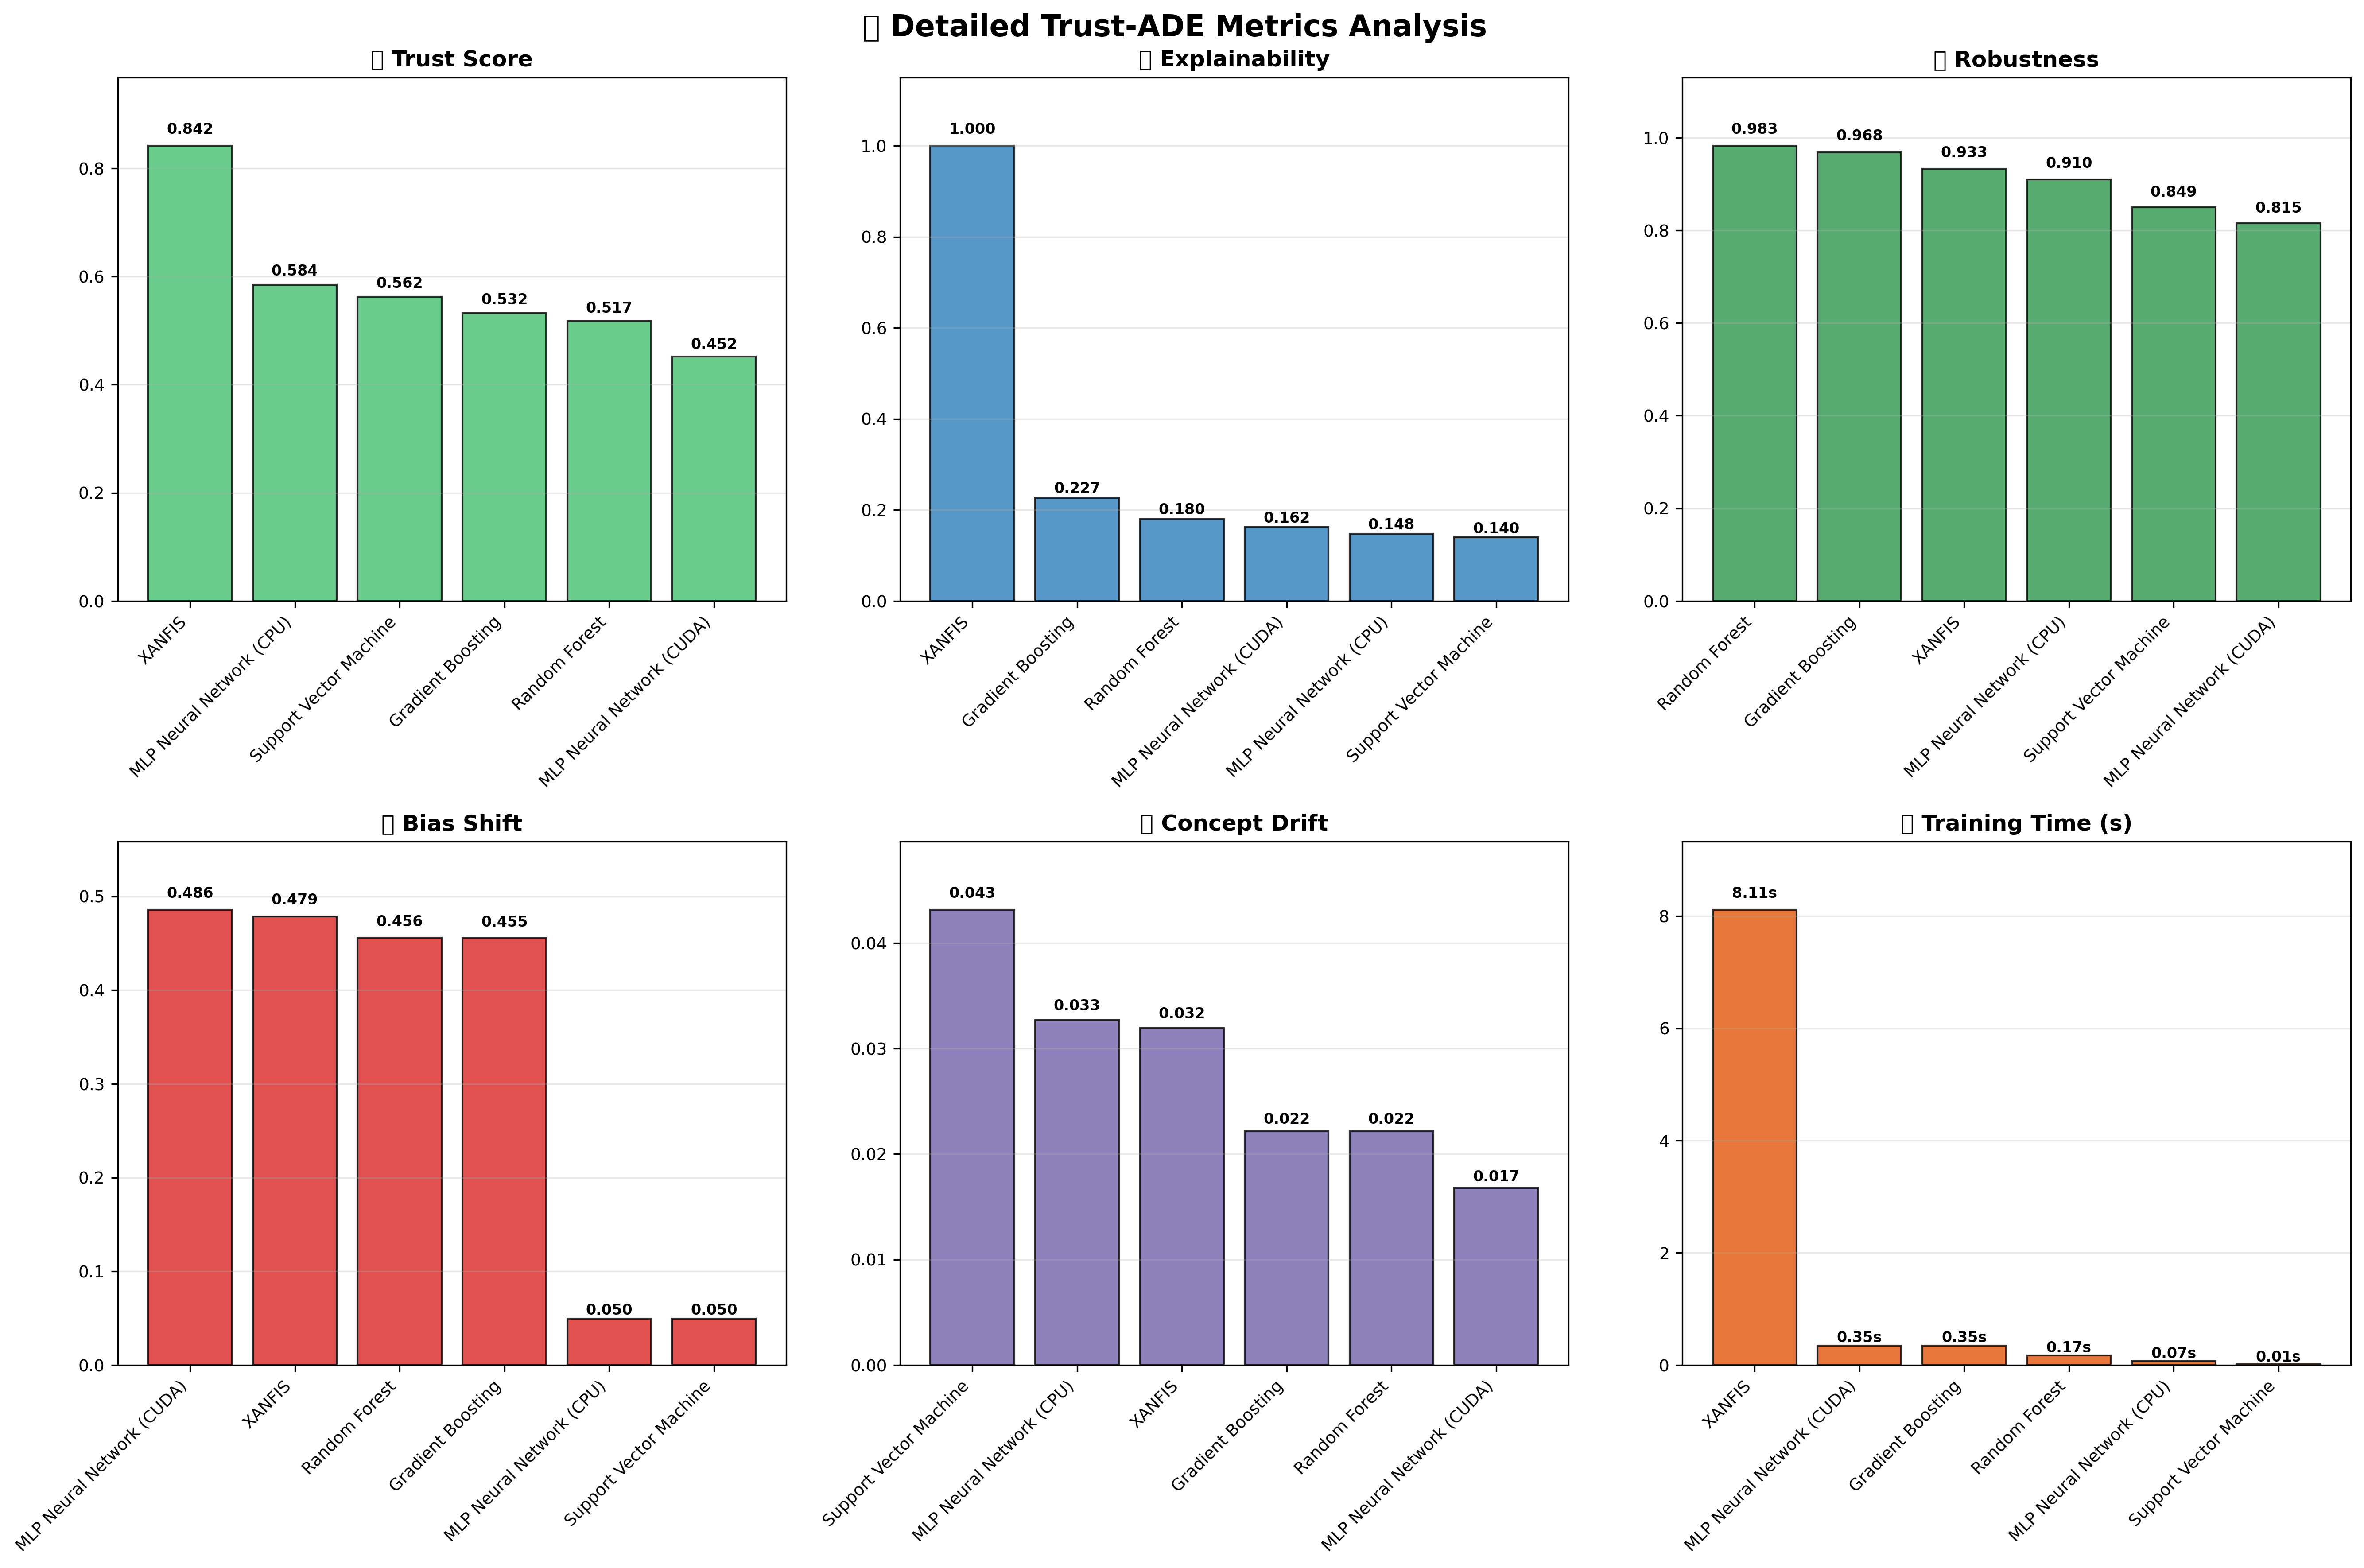 Detailed Trust-ADE Metrics Analysis
Trust Score
0.8
0.6
0.4
0.2
0.0
0.842
0.584
0.562
0.532
0.517
0.452
XANFIS
MLP Neural Network (CPU)
Support Vector Machine
Gradient Boosting
Random Forest
MLP Neural Network (CUDA)
Explainability
1.0
0.8
0.6
0.4
0.2
0.0
1.000
0.227
0.180
0.162
0.148
0.140
XANFIS
Gradient Boosting
Random Forest
MLP Neural Network (CUDA)
MLP Neural Network (CPU)
Support Vector Machine
Robustness
1.0
0.8
0.6
0.4
0.2
0.0
0.983
0.968
0.933
0.910
0.849
0.815
Random Forest
Gradient Boosting
XANFIS
MLP Neural Network (CPU)
Support Vector Machine
MLP Neural Network (CUDA)
Bias Shift
0.5
0.4
0.3
0.2
0.1
0.0
0.486
0.479
0.456
0.455
0.050
0.050
MLP Neural Network (CUDA)
XANFIS
Random Forest
Gradient Boosting
MLP Neural Network (CPU)
Support Vector Machine
Concept Drift
0.04
0.03
0.02
0.01
0.00
0.043
0.033
0.032
0.022
0.022
0.017
Support Vector Machine
MLP Neural Network (CPU)
XANFIS
Gradient Boosting
Random Forest
MLP Neural Network (CUDA)
Training Time (s)
8
6
4
2
0
8.11s
0.35s
0.35s
0.17s
0.07s
0.01s
XANFIS
MLP Neural Network (CUDA)
Gradient Boosting
Random Forest
MLP Neural Network (CPU)
Support Vector Machine